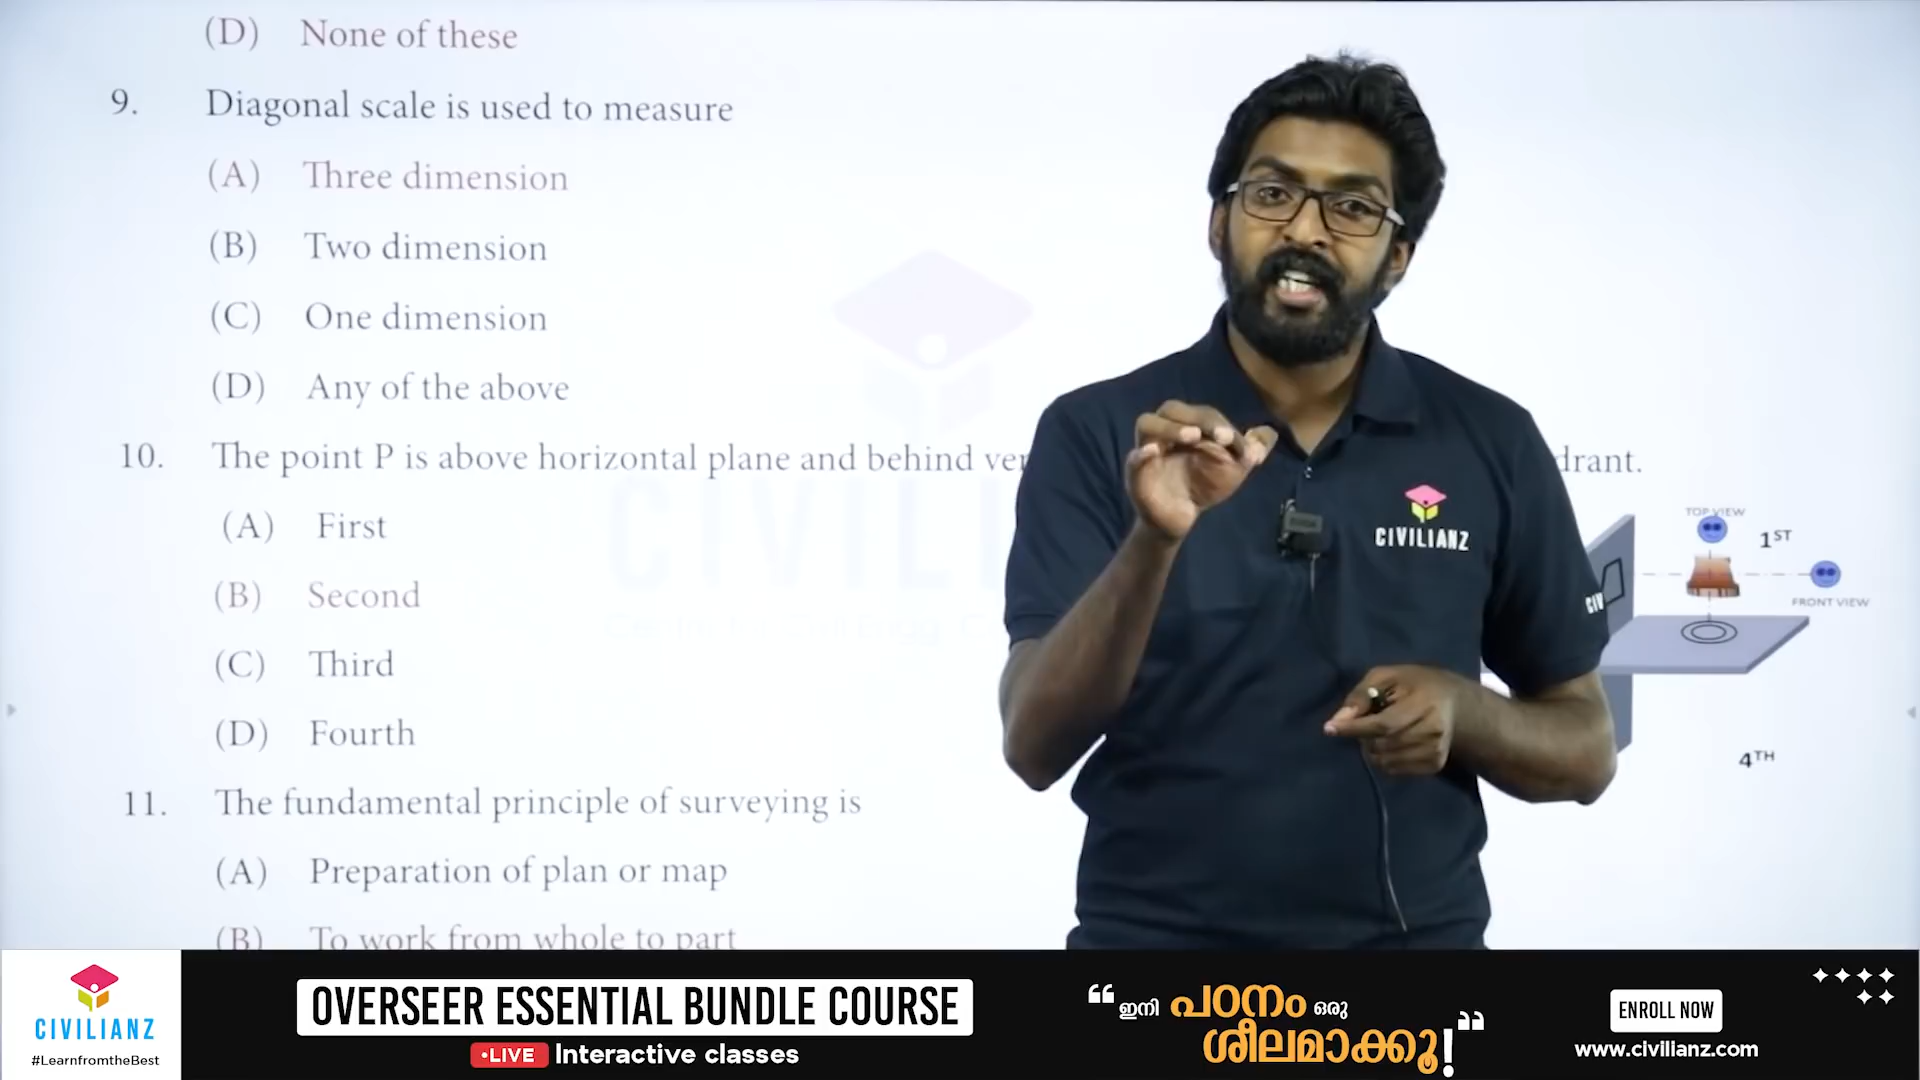 (D) None of these
9. Diagonal scale is used to measure
(A) Three dimension
(B) Two dimension
(C) One dimension
(D) Any of the above
10. The point P is above horizontal plane and behind ver drant.
(A) First
(B) Second
(C) Third
(D) Fourth
TOP VIEW
1ST
FRONT VIEW
4TH
11. The fundamental principle of surveying is
(A) Preparation of plan or map
(B) To work from whole to part
CIVILIANZ
CIV
CIVIL
CIVILIANZ
#LearnfromtheBest
OVERSEER ESSENTIAL BUNDLE COURSE
•LIVE Interactive classes
“ഇനി പഠനം ഒരു
ശീലമാക്കൂ!”
ENROLL NOW
www.civilianz.com